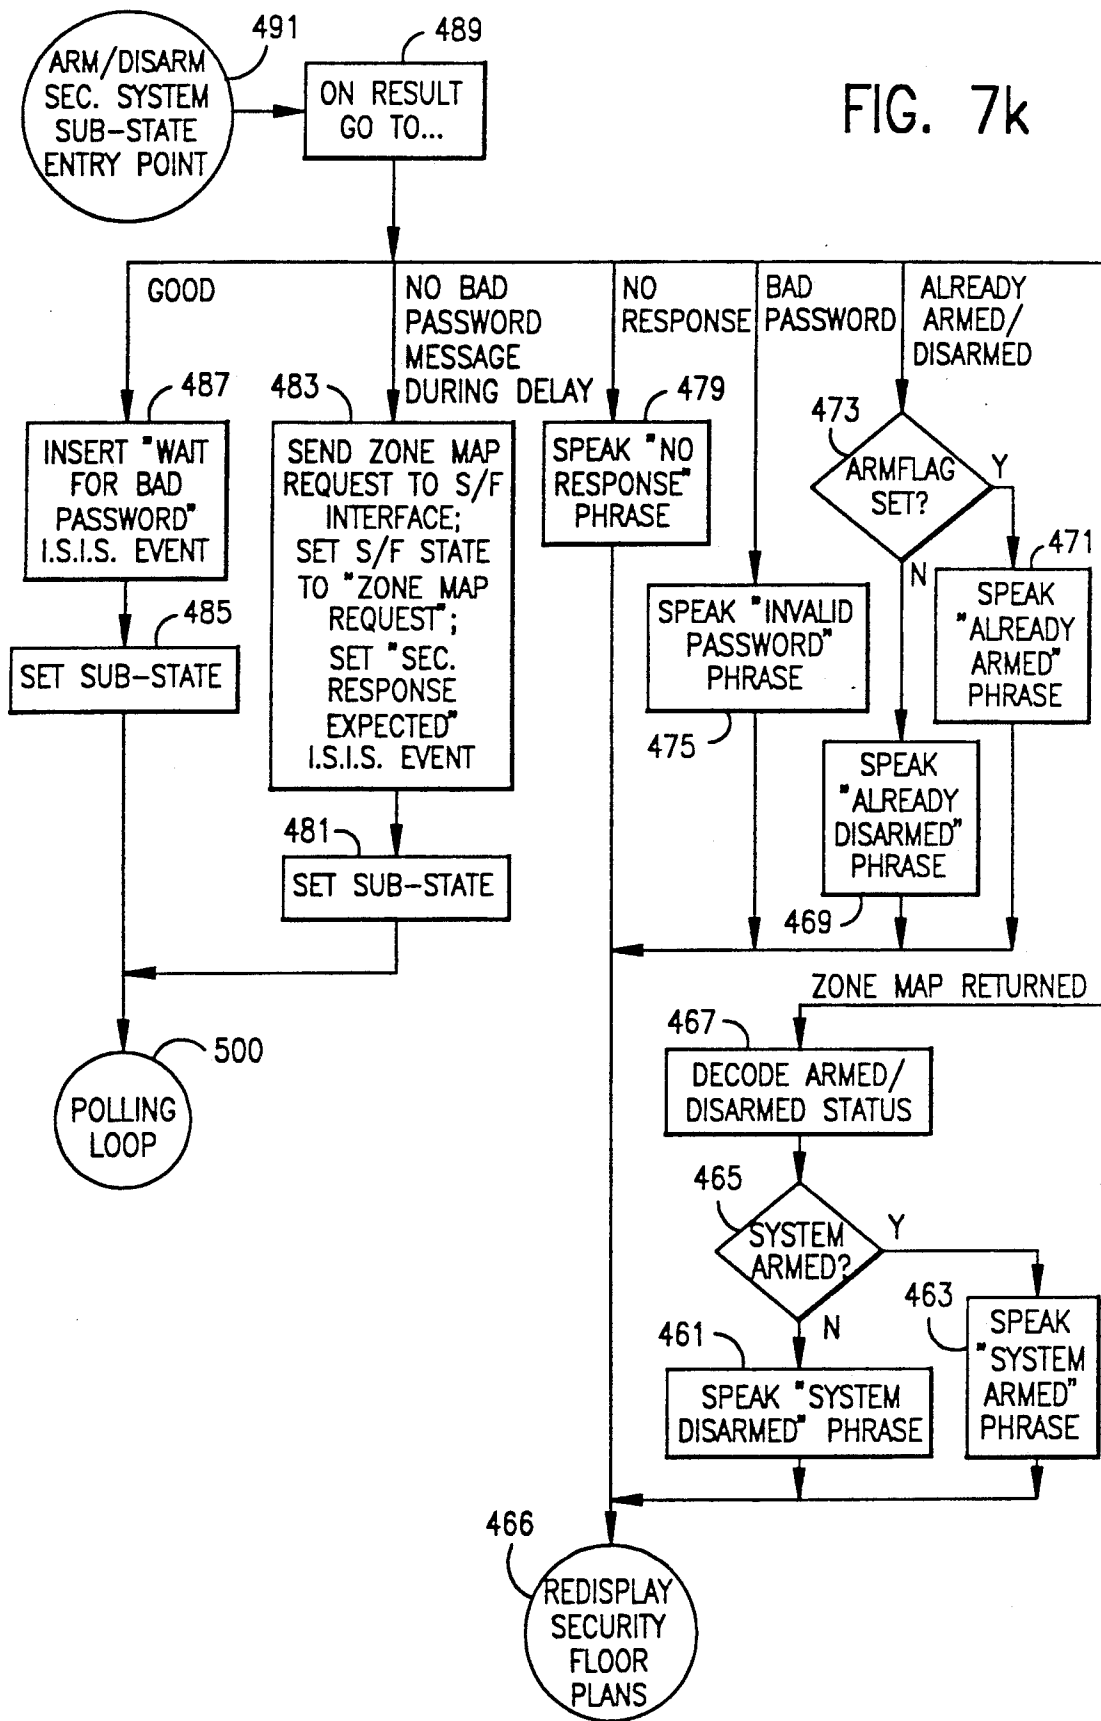 491
ARM/DISARM
SEC. SYSTEM
SUB-STATE
ENTRY POINT
489
ON RESULT
GO TO...
FIG. 7k
GOOD
NO BAD
PASSWORD
MESSAGE
DURING DELAY
NO
RESPONSE
BAD
PASSWORD
ALREADY
ARMED/
DISARMED
487
INSERT "WAIT
FOR BAD
PASSWORD"
I.S.I.S. EVENT
485
SET SUB-STATE
483
SEND ZONE MAP
REQUEST TO S/F
INTERFACE;
SET S/F STATE
TO "ZONE MAP
REQUEST";
SET "SEC.
RESPONSE
EXPECTED"
I.S.I.S. EVENT
481
SET SUB-STATE
479
SPEAK "NO
RESPONSE"
PHRASE
SPEAK "INVALID
PASSWORD"
PHRASE
475
473
ARMFLAG
SET?
Y
N
471
SPEAK
"ALREADY
ARMED"
PHRASE
SPEAK
"ALREADY
DISARMED"
PHRASE
469
500
POLLING
LOOP
ZONE MAP RETURNED
467
DECODE ARMED/
DISARMED STATUS
465
SYSTEM
ARMED?
Y
N
463
SPEAK
"SYSTEM
ARMED"
PHRASE
461
SPEAK "SYSTEM
DISARMED" PHRASE
466
REDISPLAY
SECURITY
FLOOR
PLANS